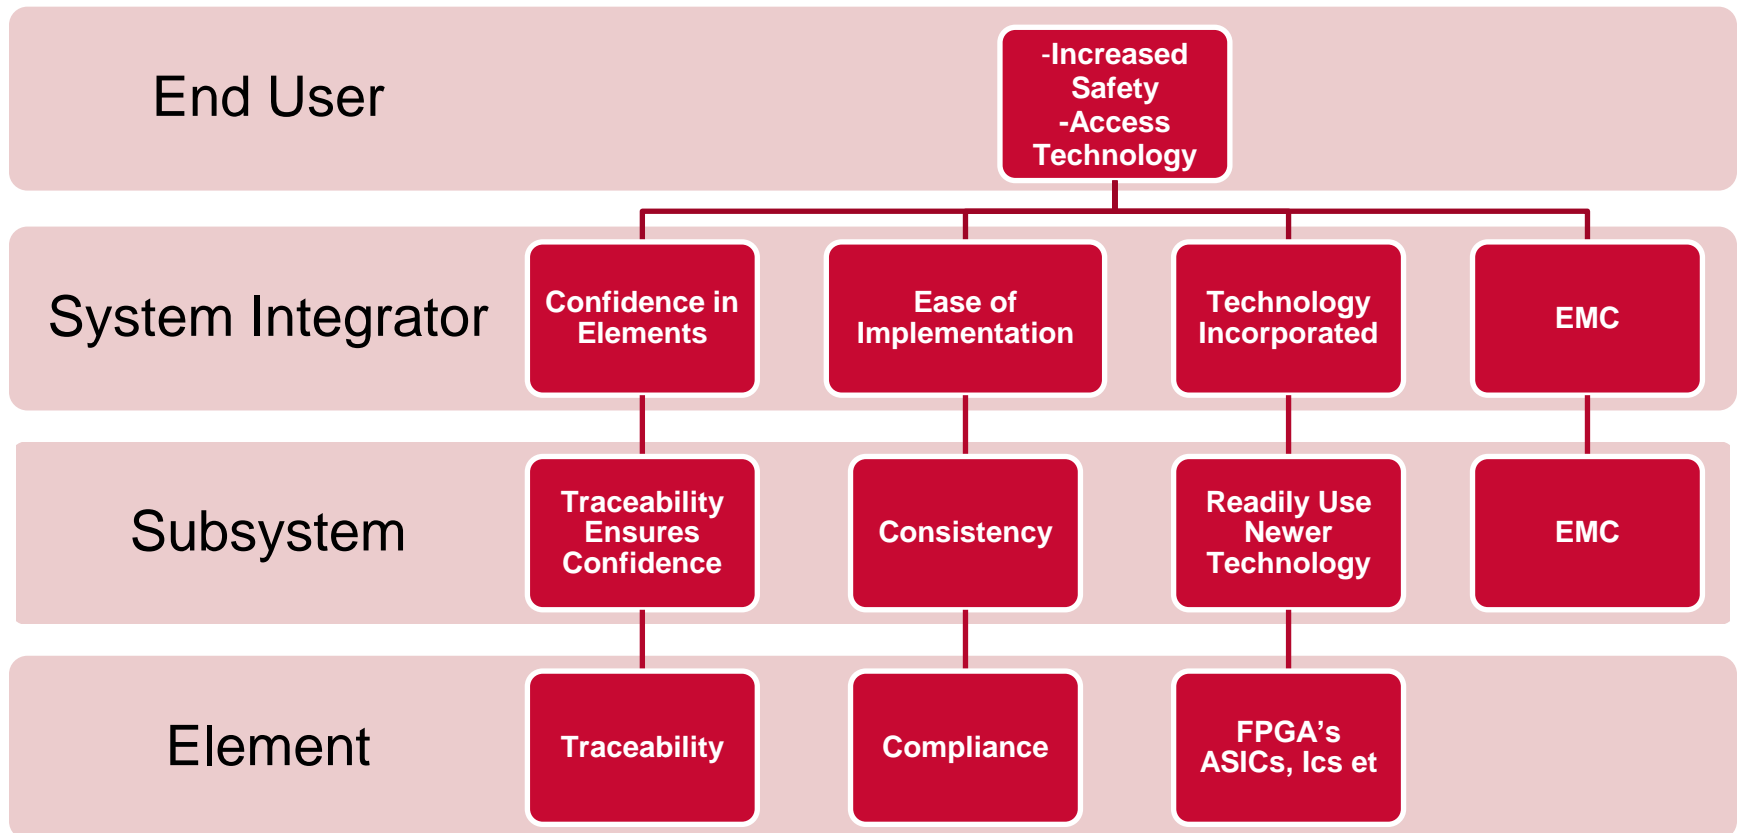 End User
-Increased
Safety
-Access
Technology
System Integrator
Confidence in
Elements
Ease of
Implementation
Technology
Incorporated
EMC
Subsystem
Traceability
Ensures
Confidence
Consistency
Readily Use
Newer
Technology
EMC
Element
Traceability
Compliance
FPGA’s
ASICs, Ics et